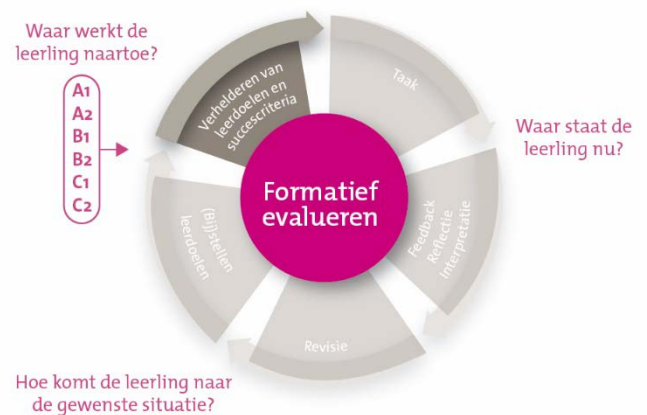 Waar werkt de
leerling naartoe?
A1
A2
B1
B2
C1
C2
Verhelderen van
leerdoelen en
succescriteria
Taak
Waar staat de
leerling nu?
Formatief
evalueren
Feedback
Reflectie
Interpretatie
(Bij)stellen
leerdoelen
Revisie
Hoe komt de leerling naar
de gewenste situatie?